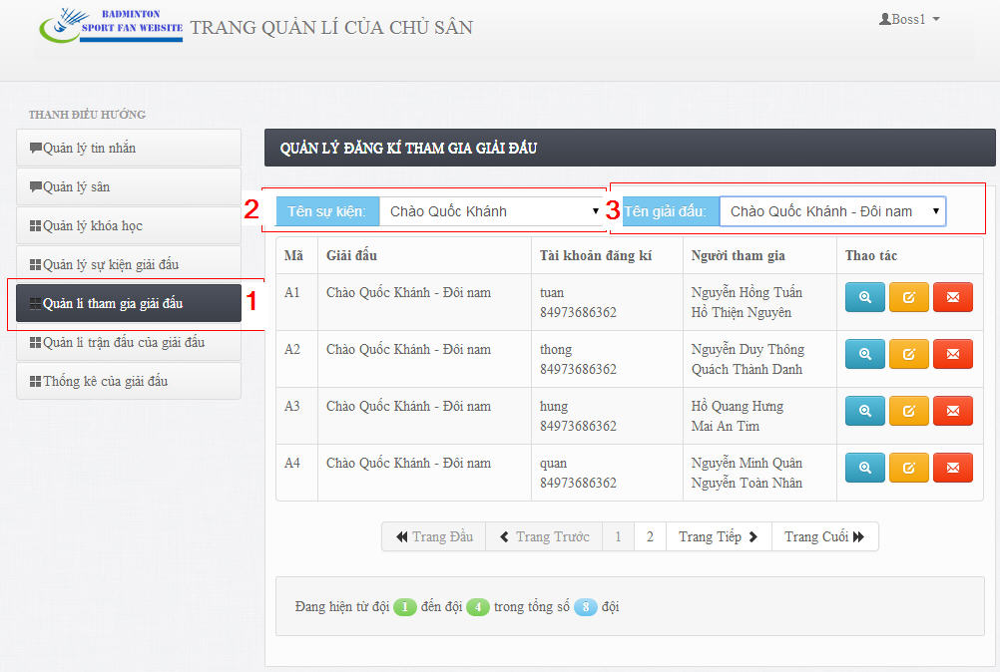 BADMINTON
SPORT FAN WEBSITE
TRANG QUẢN LÍ CỦA CHỦ SÂN
Boss1
THANH ĐIỀU HƯỚNG
Quản lý tin nhắn
Quản lý sân
Quản lý khóa học
Quản lý sự kiện giải đấu
Quản lí tham gia giải đấu
1
Quản lí trận đấu của giải đấu
Thống kê của giải đấu
QUẢN LÝ ĐĂNG KÍ THAM GIA GIẢI ĐẤU
2 Tên sự kiện: Chào Quốc Khánh
3 Tên giải đấu: Chào Quốc Khánh - Đôi nam
Mã Giải đấu Tài khoản đăng kí Người tham gia Thao tác
A1 Chào Quốc Khánh - Đôi nam tuan Nguyễn Hồng Tuấn
84973686362 Hồ Thiện Nguyên
A2 Chào Quốc Khánh - Đôi nam thong Nguyễn Duy Thông
84973686362 Quách Thành Danh
A3 Chào Quốc Khánh - Đôi nam hung Hồ Quang Hưng
84973686362 Mai An Tim
A4 Chào Quốc Khánh - Đôi nam quan Nguyễn Minh Quân
84973686362 Nguyễn Toàn Nhân
Trang Đầu Trang Trước 1 2 Trang Tiếp Trang Cuối
Đang hiện từ đội 1 đến đội 4 trong tổng số 8 đội